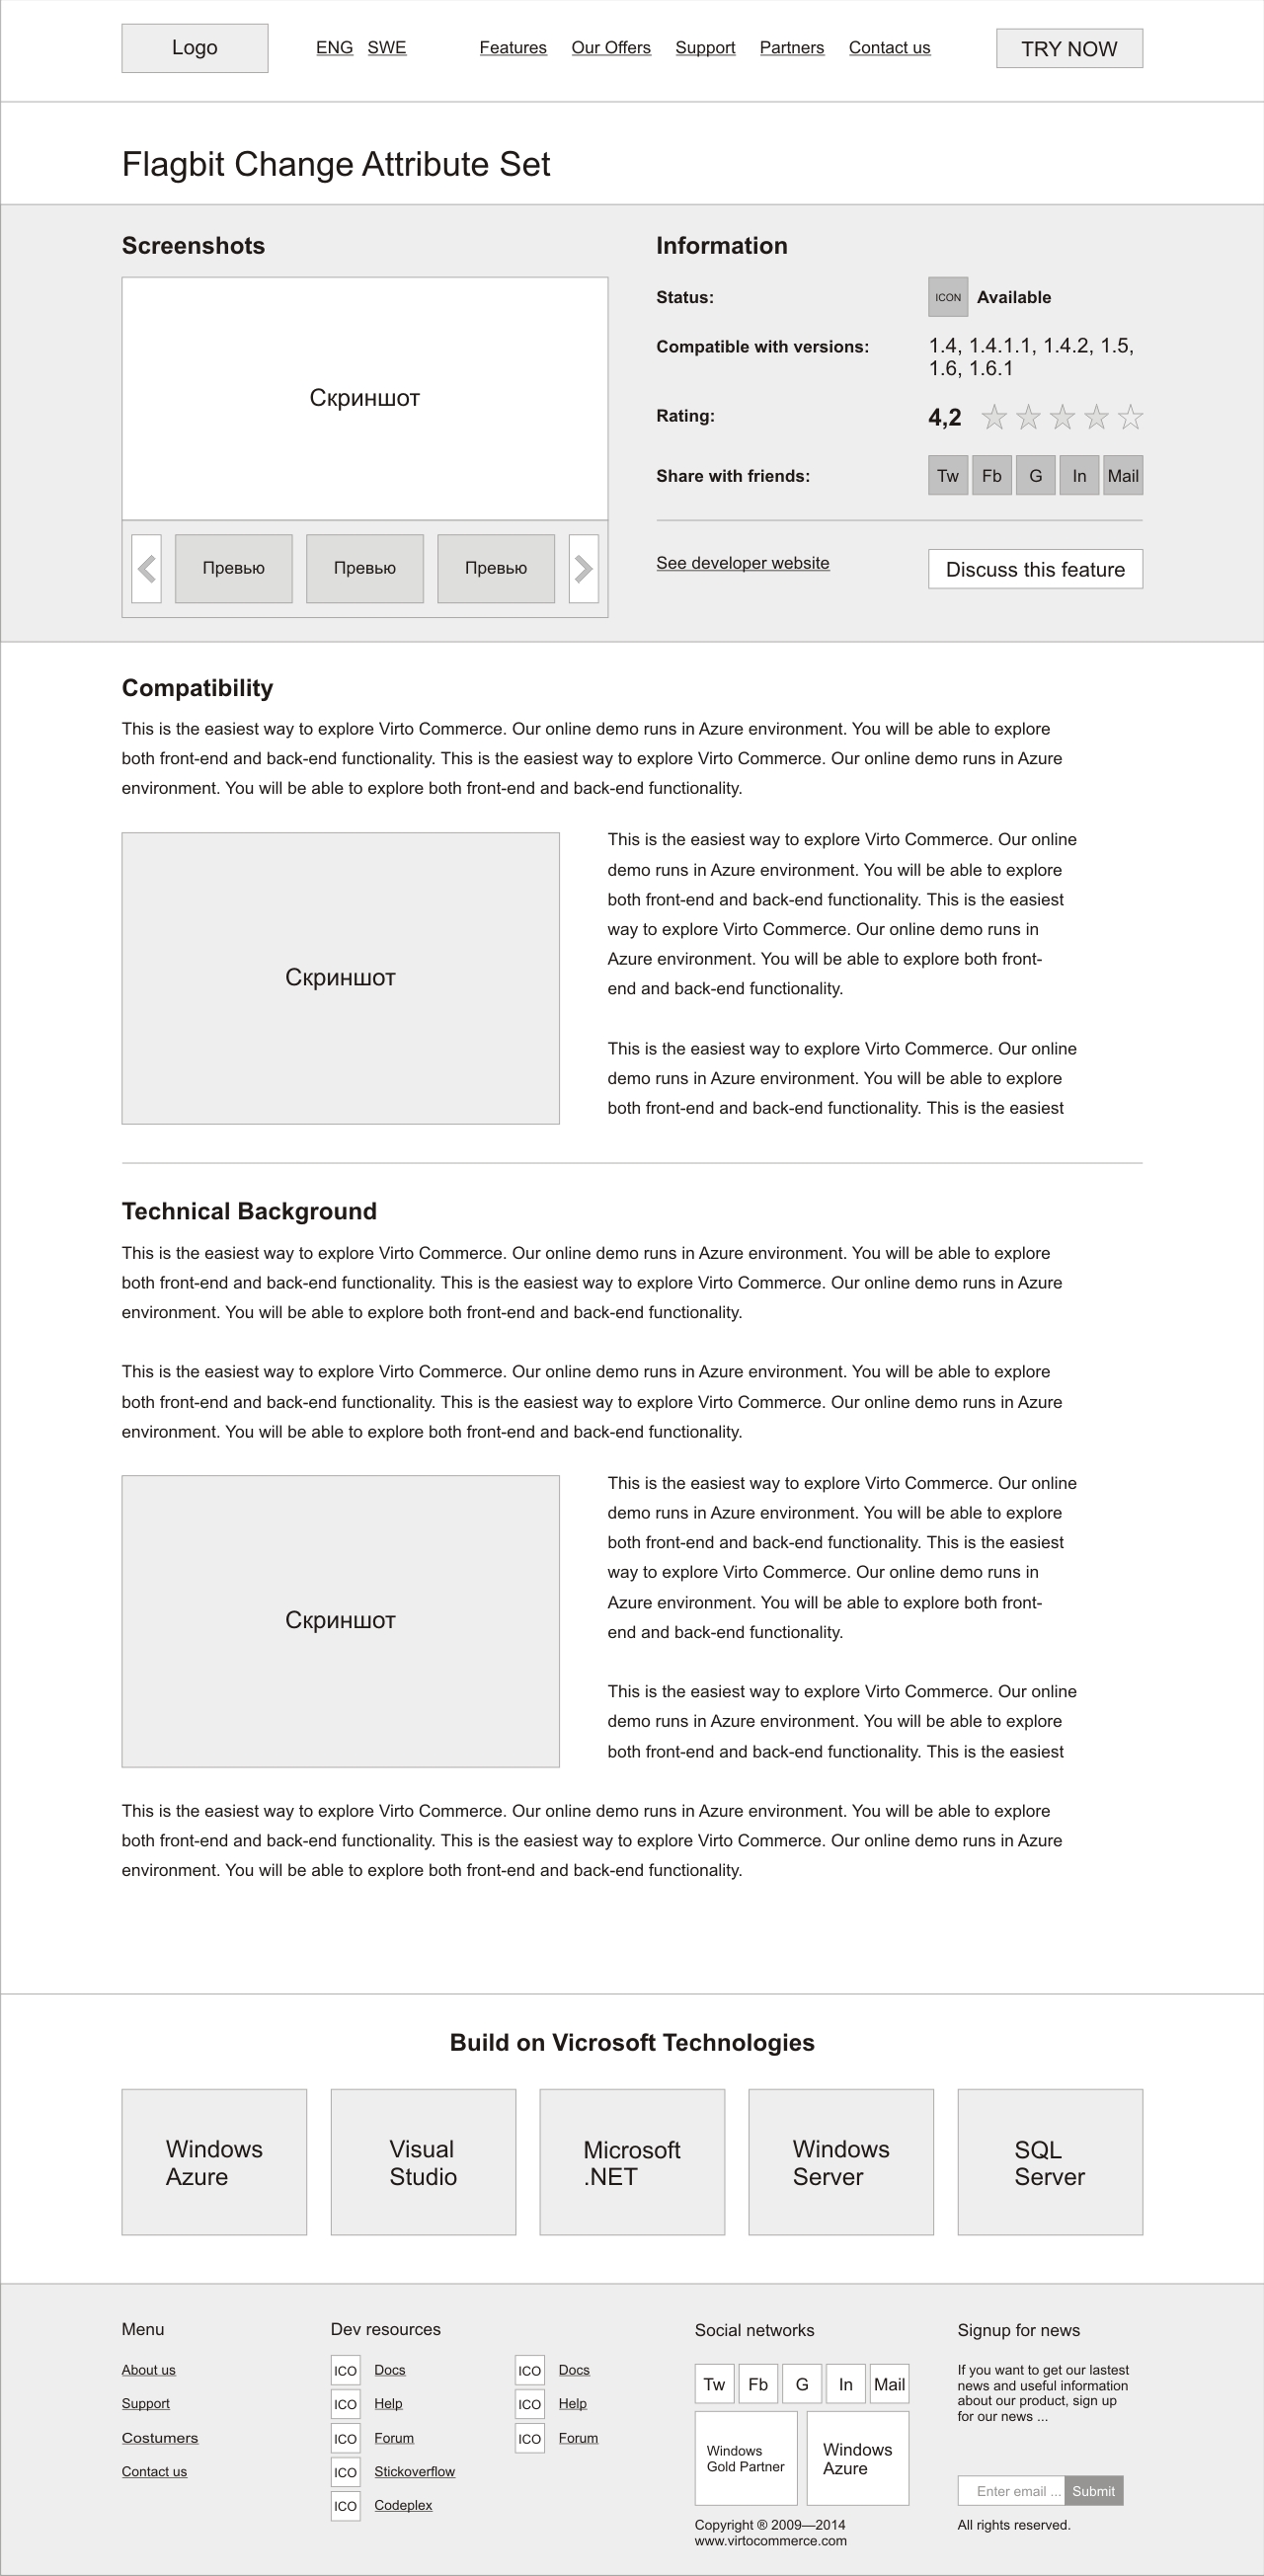 Logo
ENG SWE
Features Our Offers Support Partners Contact us
TRY NOW
Flagbit Change Attribute Set
Screenshots
Скриншот
Превью Превью Превью
Information
Status:
ICON Available
Compatible with versions:
1.4, 1.4.1.1, 1.4.2, 1.5,
1.6, 1.6.1
Rating:
4,2
Share with friends:
Tw Fb G In Mail
See developer website
Discuss this feature
Compatibility
This is the easiest way to explore Virto Commerce. Our online demo runs in Azure environment. You will be able to explore
both front-end and back-end functionality. This is the easiest way to explore Virto Commerce. Our online demo runs in Azure
environment. You will be able to explore both front-end and back-end functionality.
Скриншот
This is the easiest way to explore Virto Commerce. Our online
demo runs in Azure environment. You will be able to explore
both front-end and back-end functionality. This is the easiest
way to explore Virto Commerce. Our online demo runs in
Azure environment. You will be able to explore both front-
end and back-end functionality.
This is the easiest way to explore Virto Commerce. Our online
demo runs in Azure environment. You will be able to explore
both front-end and back-end functionality. This is the easiest
Technical Background
This is the easiest way to explore Virto Commerce. Our online demo runs in Azure environment. You will be able to explore
both front-end and back-end functionality. This is the easiest way to explore Virto Commerce. Our online demo runs in Azure
environment. You will be able to explore both front-end and back-end functionality.
This is the easiest way to explore Virto Commerce. Our online demo runs in Azure environment. You will be able to explore
both front-end and back-end functionality. This is the easiest way to explore Virto Commerce. Our online demo runs in Azure
environment. You will be able to explore both front-end and back-end functionality.
Скриншот
This is the easiest way to explore Virto Commerce. Our online
demo runs in Azure environment. You will be able to explore
both front-end and back-end functionality. This is the easiest
way to explore Virto Commerce. Our online demo runs in
Azure environment. You will be able to explore both front-
end and back-end functionality.
This is the easiest way to explore Virto Commerce. Our online
demo runs in Azure environment. You will be able to explore
both front-end and back-end functionality. This is the easiest
This is the easiest way to explore Virto Commerce. Our online demo runs in Azure environment. You will be able to explore
both front-end and back-end functionality. This is the easiest way to explore Virto Commerce. Our online demo runs in Azure
environment. You will be able to explore both front-end and back-end functionality.
Build on Vicrosoft Technologies
Windows
Azure
Visual
Studio
Microsoft
.NET
Windows
Server
SQL
Server
Menu
About us
Support
Costumers
Contact us
Dev resources
ICO Docs
ICO Help
ICO Forum
ICO Stickoverflow
ICO Codeplex
ICO Docs
ICO Help
ICO Forum
Social networks
Tw Fb G In Mail
Windows
Gold Partner
Windows
Azure
Copyright ® 2009—2014
www.virtocommerce.com
Signup for news
If you want to get our lastest
news and useful information
about our product, sign up
for our news ...
Enter email ... Submit
All rights reserved.